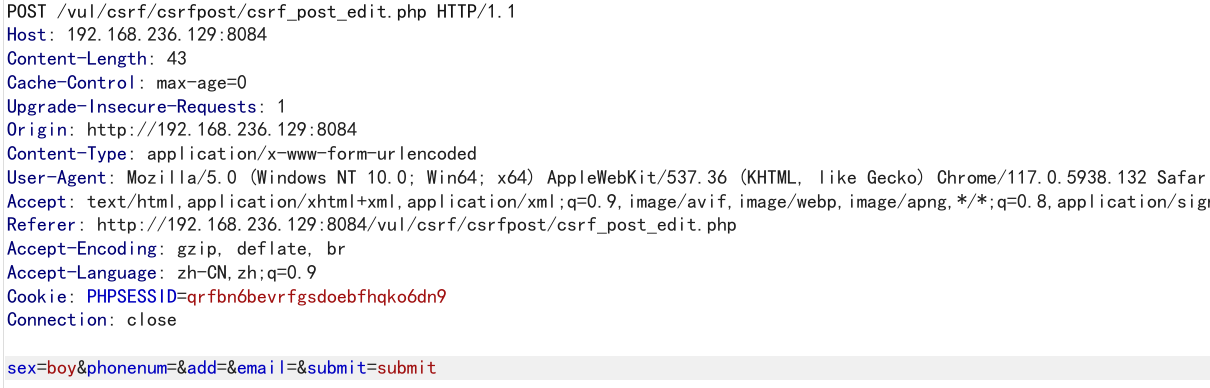 POST /vul/csrf/csrfpost/csrf_post_edit.php HTTP/1.1
Host: 192.168.236.129:8084
Content-Length: 43
Cache-Control: max-age=0
Upgrade-Insecure-Requests: 1
Origin: http://192.168.236.129:8084
Content-Type: application/x-www-form-urlencoded
User-Agent: Mozilla/5.0 (Windows NT 10.0; Win64; x64) AppleWebKit/537.36 (KHTML, like Gecko) Chrome/117.0.5938.132 Safar
Accept: text/html,application/xhtml+xml,application/xml;q=0.9,image/avif,image/webp,image/apng,*/*;q=0.8,application/sig
Referer: http://192.168.236.129:8084/vul/csrf/csrfpost/csrf_post_edit.php
Accept-Encoding: gzip, deflate, br
Accept-Language: zh-CN,zh;q=0.9
Cookie: PHPSESSID=qrfbn6bevrfgsdoebfhqko6dn9
Connection: close
sex=boy&phonenum=&add=&email=&submit=submit